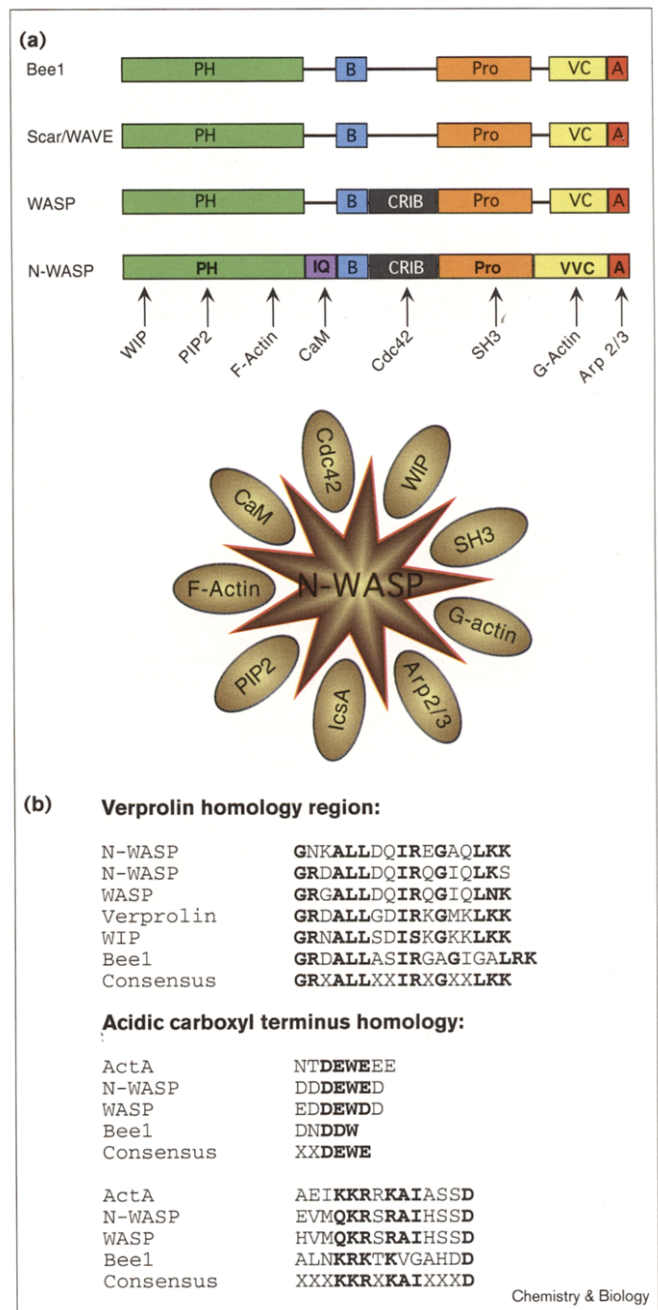 (a)
Bee1 PH B Pro VC A
Scar/WAVE PH B Pro VC A
WASP PH B CRIB Pro VC A
N-WASP PH IQ B CRIB Pro VVC A
WIP PIP2 F-Actin CaM Cdc42 SH3 G-Actin Arp 2/3
Cdc42
WIP
CaM
SH3
F-Actin
N-WASP
G-actin
PIP2
IcsA
Arp2/3
(b) Verprolin homology region:
N-WASP GNKALLDQIREGAQLKK
N-WASP GRDALLDQIRQGIQLKS
WASP GRGALLDQIRQGIQLNK
Verprolin GRDALLGDIRKGMKLKK
WIP GRNALLSDISKGKKLKK
Bee1 GRDALLASIRGAGIGALRK
Consensus GRXALLXXIRXGXXLKK
Acidic carboxyl terminus homology:
ActA NTDEWEEE
N-WASP DDDEWED
WASP EDDEWDD
Bee1 DNDDW
Consensus XXDEWE
ActA AEIKKRRKAIASSD
N-WASP EVMQKRSRAIHSSD
WASP HVMQKRSRAIHSSD
Bee1 ALNKRKTKVGAHDD
Consensus XXXKKRXKAIXXXD
Chemistry & Biology